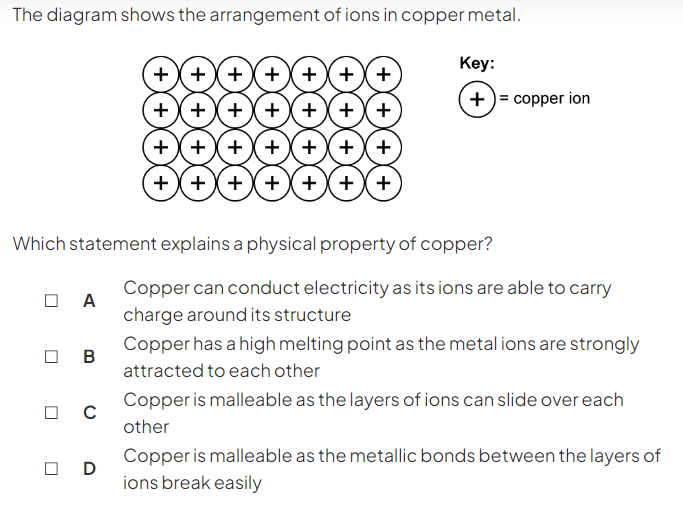 The diagram shows the arrangement of ions in copper metal.
Key:
+ + + + + + +
+ = copper ion
+ + + + + + +
+ + + + + + +
+ + + + + + +
Which statement explains a physical property of copper?
A Copper can conduct electricity as its ions are able to carry
charge around its structure
B Copper has a high melting point as the metal ions are strongly
attracted to each other
C Copper is malleable as the layers of ions can slide over each
other
D Copper is malleable as the metallic bonds between the layers of
ions break easily